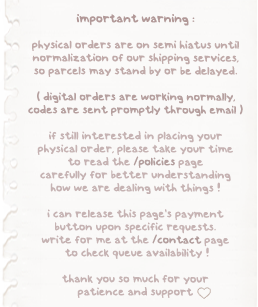 important warning :
physical orders are on semi hiatus until
normalization of our shipping services,
so parcels may stand by or be delayed.
( digital orders are working normally,
codes are sent promptly through email )
if still interested in placing your
physical order, please take your time
to read the /policies page
carefully for better understanding
how we are dealing with things !
i can release this page's payment
button upon specific requests.
write for me at the /contact page
to check queue availability !
thank you so much for your
patience and support ♡